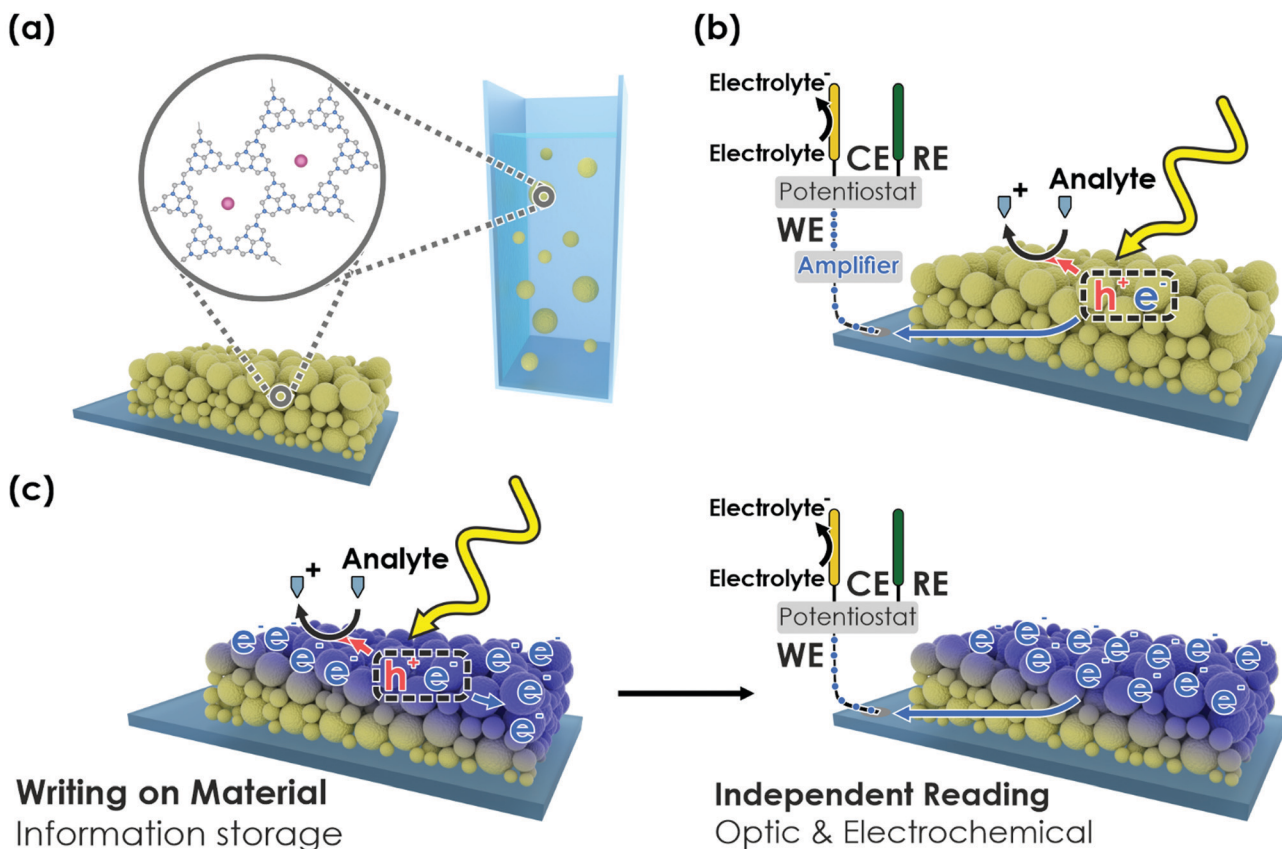 (a)
(b)
Electrolyte-
Electrolyte
CE RE
Potentiostat
WE
Amplifier
+
Analyte
h+ e-
(c)
+
Analyte
e- e- e- e- e- e- e- e- e- e-
h+ e-
Writing on Material
Information storage
Electrolyte-
Electrolyte
CE RE
Potentiostat
WE
e- e- e- e- e- e- e- e- e- e- e- e-
Independent Reading
Optic & Electrochemical